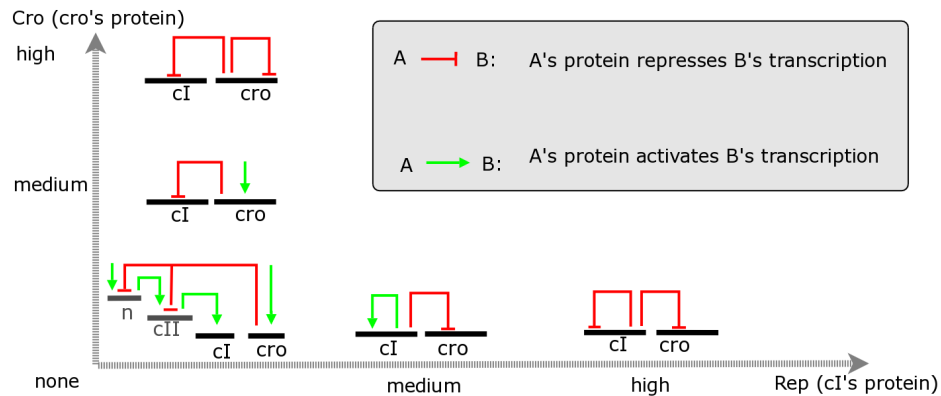 Cro (cro's protein)
high
A B: A's protein represses B's transcription
cI cro
A B: A's protein activates B's transcription
medium
cI cro
n
cII
cI cro
cI cro
cI cro
none
medium
high
Rep (cI's protein)